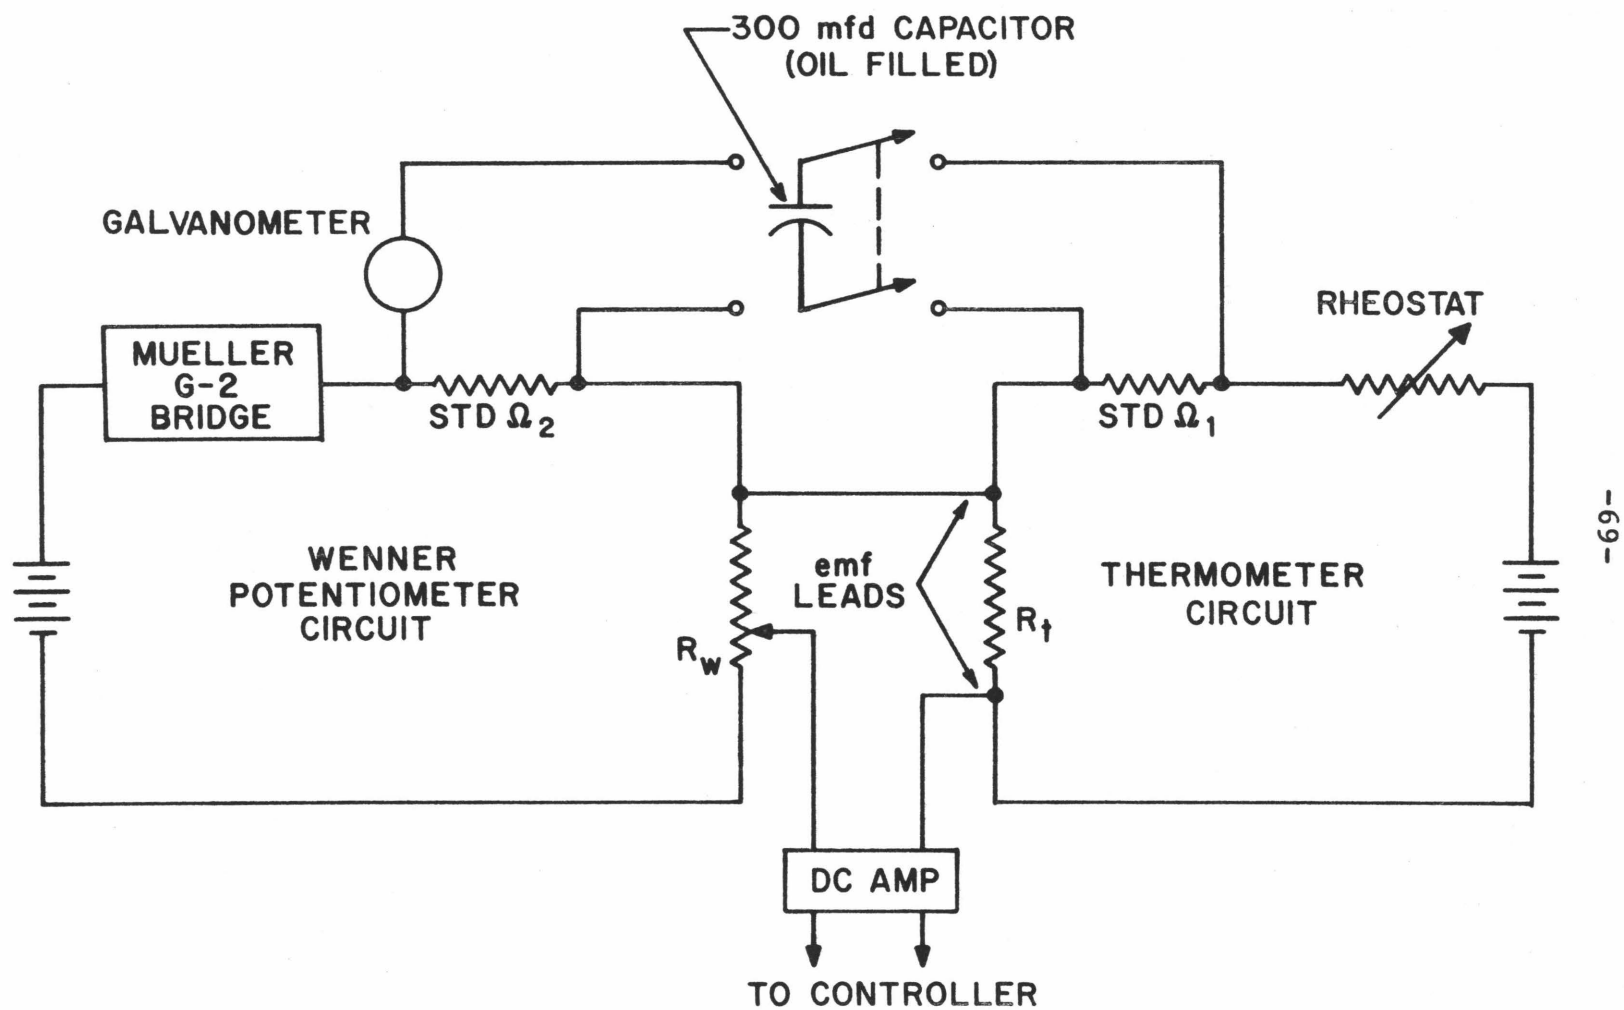 300 mfd CAPACITOR
(OIL FILLED)
GALVANOMETER
RHEOSTAT
MUELLER
G-2
BRIDGE
STD Ω2
STD Ω1
WENNER
POTENTIOMETER
CIRCUIT
emf
LEADS
THERMOMETER
CIRCUIT
Rt
Rw
DC AMP
TO CONTROLLER
-69-